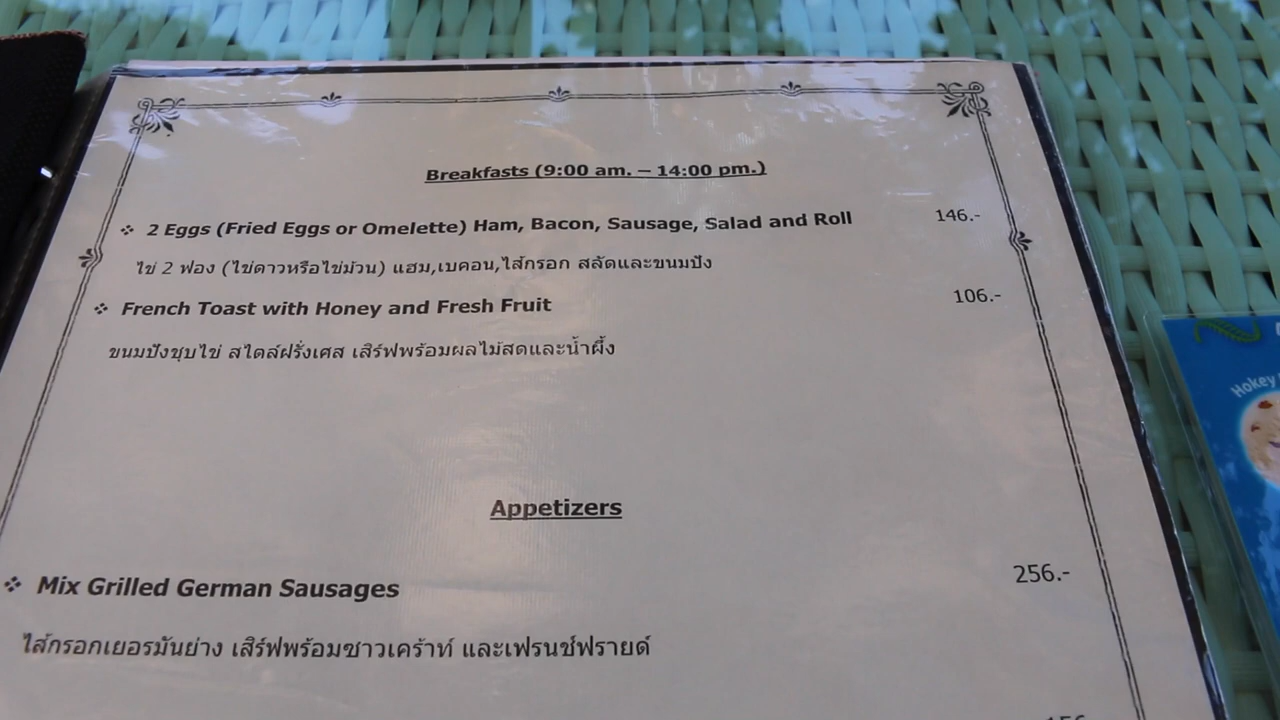 Breakfasts (9:00 am. – 14:00 pm.)
❖ 2 Eggs (Fried Eggs or Omelette) Ham, Bacon, Sausage, Salad and Roll 146.-
ไข่ 2 ฟอง (ไข่ดาวหรือไข่ม้วน) แฮม,เบคอน,ไส้กรอก สลัดและขนมปัง
❖ French Toast with Honey and Fresh Fruit 106.-
ขนมปังชุบไข่ สไตล์ฝรั่งเศส เสิร์ฟพร้อมผลไม้สดและน้ำผึ้ง
Appetizers
❖ Mix Grilled German Sausages 256.-
ไส้กรอกเยอรมันย่าง เสิร์ฟพร้อมซาวเคร้าท์ และเฟรนช์ฟรายด์
Hokey